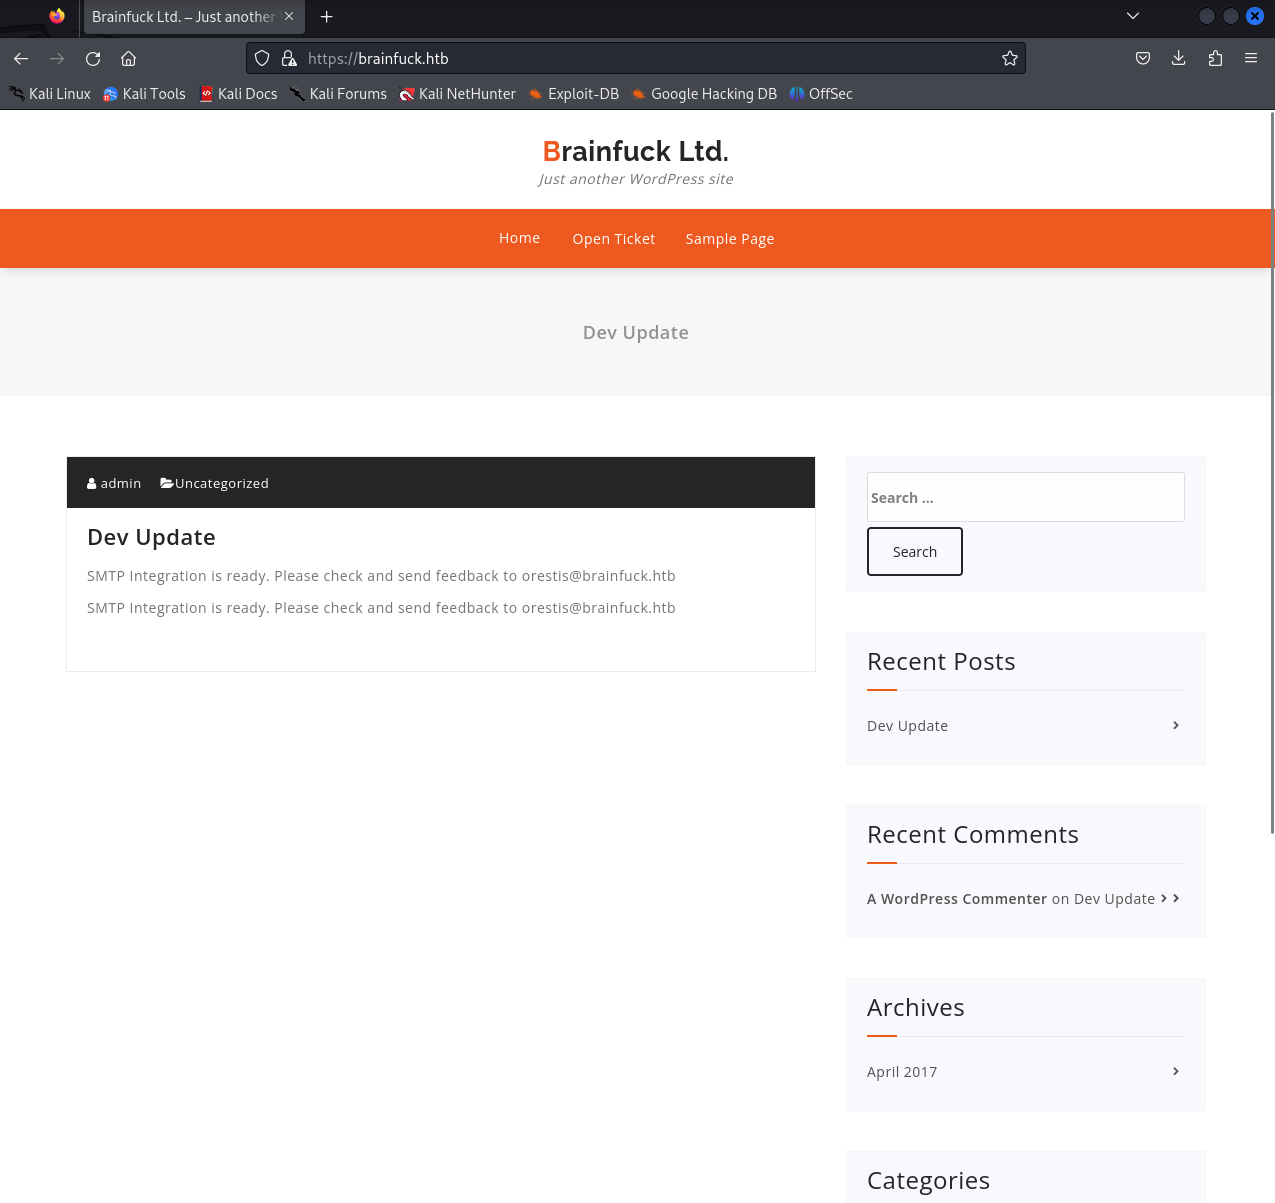 Brainfuck Ltd. – Just another
https://brainfuck.htb
Kali Linux Kali Tools Kali Docs Kali Forums Kali NetHunter Exploit-DB Google Hacking DB OffSec
Brainfuck Ltd.
Just another WordPress site
Home Open Ticket Sample Page
Dev Update
admin Uncategorized
Dev Update
SMTP Integration is ready. Please check and send feedback to orestis@brainfuck.htb
SMTP Integration is ready. Please check and send feedback to orestis@brainfuck.htb
Search ...
Search
Recent Posts
Dev Update
Recent Comments
A WordPress Commenter on Dev Update
Archives
April 2017
Categories